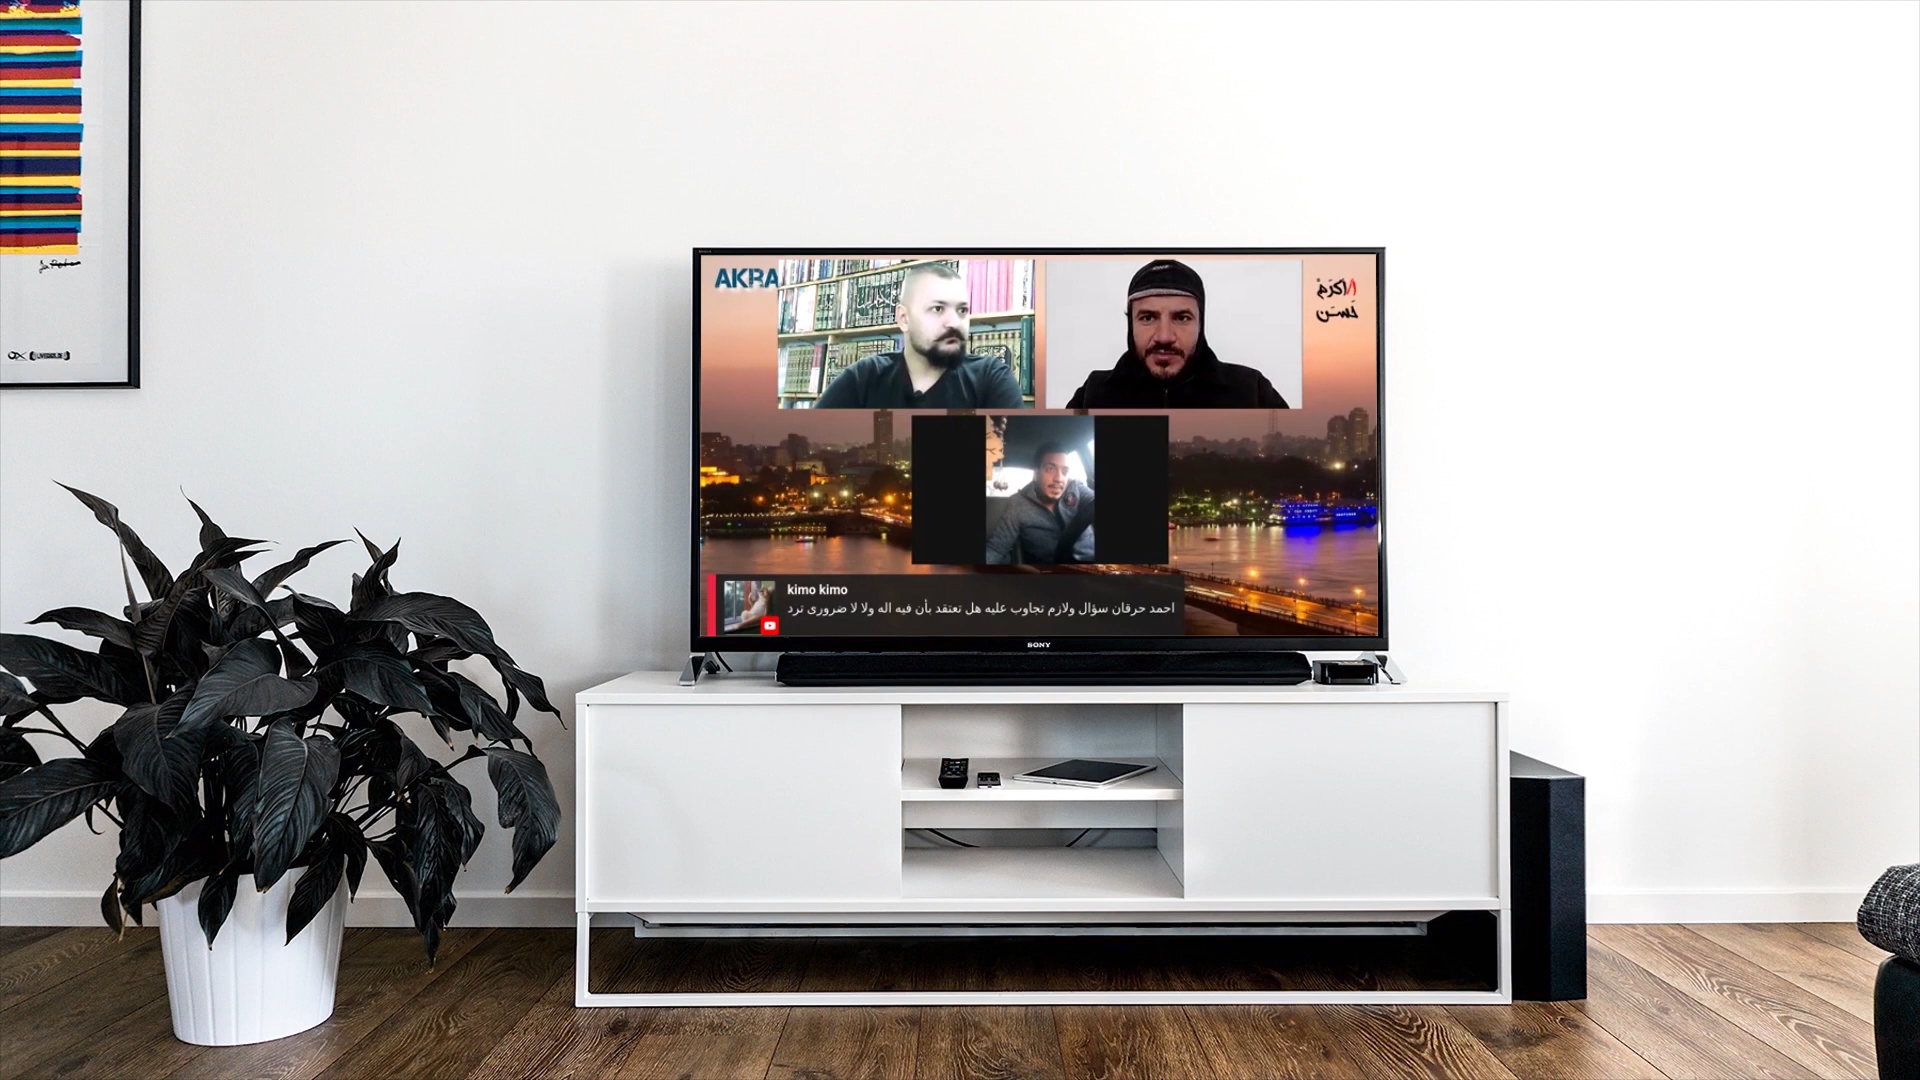 AKRA
اكرم
حسن
kimo kimo
احمد حرقان سؤال ولازم تجاوب عليه هل تعتقد بأن فيه اله ولا لا ضرورى ترد
SONY